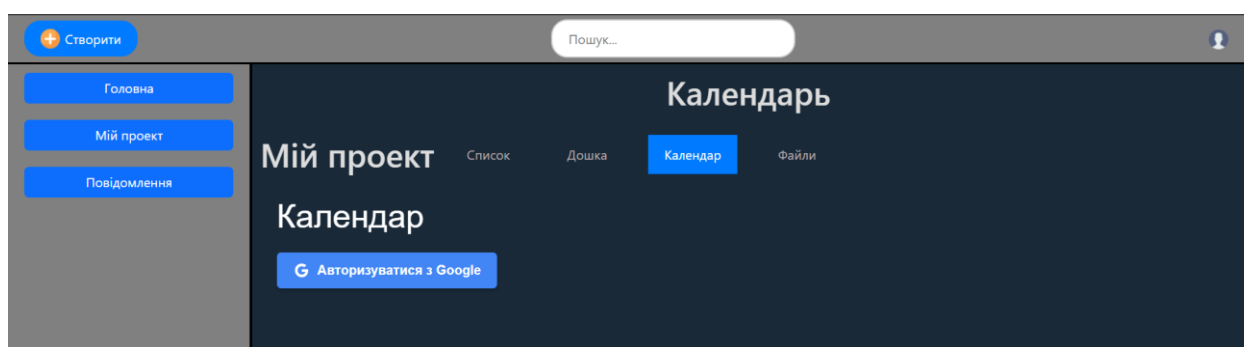 Створити
Пошук...
Головна
Мій проект
Повідомлення
Календарь
Мій проект Список Дошка Календар Файли
Календар
Авторизуватися з Google